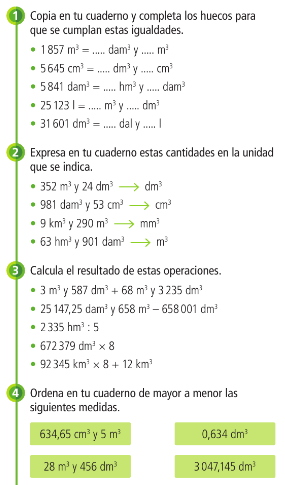 1 Copia en tu cuaderno y completa los huecos para
que se cumplan estas igualdades.
• 1 857 m³ = ..... dam³ y ..... m³
• 5 645 cm³ = ..... dm³ y ..... cm³
• 5 841 dam³ = ..... hm³ y ..... dam³
• 25 123 l = ..... m³ y ..... dm³
• 31 601 dm³ = ..... dal y ..... l
2 Expresa en tu cuaderno estas cantidades en la unidad
que se indica.
• 352 m³ y 24 dm³ → dm³
• 981 dam³ y 53 cm³ → cm³
• 9 km³ y 290 m³ → mm³
• 63 hm³ y 901 dam³ → m³
3 Calcula el resultado de estas operaciones.
• 3 m³ y 587 dm³ + 68 m³ y 3 235 dm³
• 25 147,25 dam³ y 658 m³ – 658 001 dm³
• 2 335 hm³ : 5
• 672 379 dm³ × 8
• 92 345 km³ × 8 + 12 km³
4 Ordena en tu cuaderno de mayor a menor las
siguientes medidas.
634,65 cm³ y 5 m³ 0,634 dm³
28 m³ y 456 dm³ 3 047,145 dm³